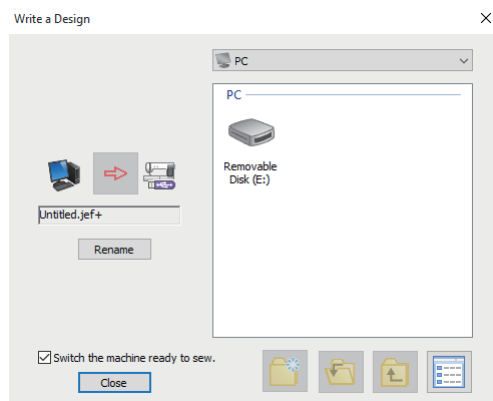 Write a Design
PC
PC
Removable
Disk (E:)
Untitled.jef+
Rename
Switch the machine ready to sew.
Close